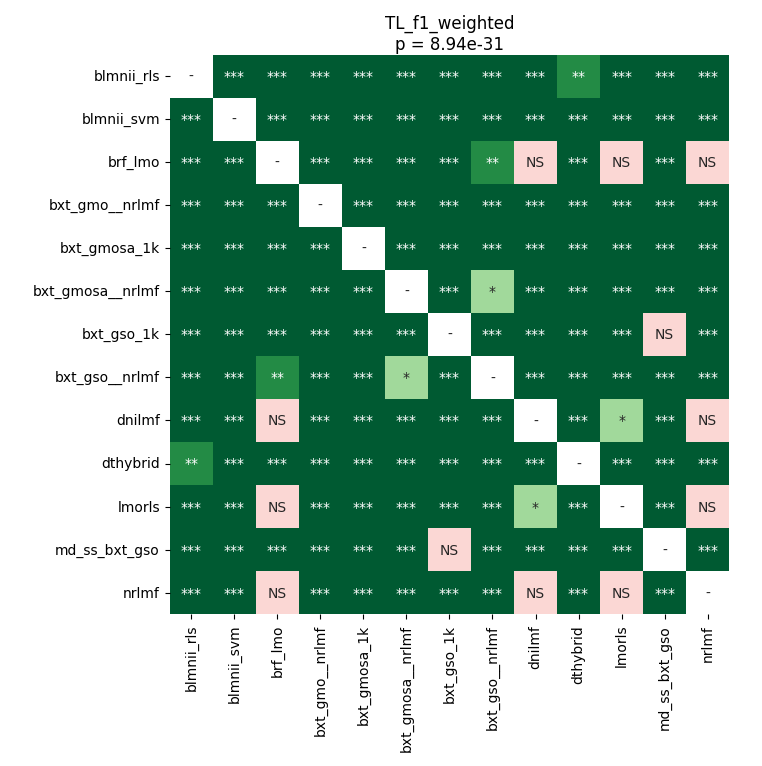 TL_f1_weighted
p = 8.94e-31
blmnii_rls - *** *** *** *** *** *** *** *** ** *** *** ***
blmnii_svm *** - *** *** *** *** *** *** *** *** *** *** ***
brf_lmo *** *** - *** *** *** *** ** NS *** NS *** NS
bxt_gmo__nrlmf *** *** *** - *** *** *** *** *** *** *** *** ***
bxt_gmosa_1k *** *** *** *** - *** *** *** *** *** *** *** ***
bxt_gmosa__nrlmf *** *** *** *** *** - *** * *** *** *** *** ***
bxt_gso_1k *** *** *** *** *** *** - *** *** *** *** NS ***
bxt_gso__nrlmf *** *** ** *** *** * *** - *** *** *** *** ***
dnilmf *** *** NS *** *** *** *** *** - *** * *** NS
dthybrid ** *** *** *** *** *** *** *** *** - *** *** ***
lmorls *** *** NS *** *** *** *** *** * *** - *** NS
md_ss_bxt_gso *** *** *** *** *** *** NS *** *** *** *** - ***
nrlmf *** *** NS *** *** *** *** *** NS *** NS *** -
blmnii_rls
blmnii_svm
brf_lmo
bxt_gmo__nrlmf
bxt_gmosa_1k
bxt_gmosa__nrlmf
bxt_gso_1k
bxt_gso__nrlmf
dnilmf
dthybrid
lmorls
md_ss_bxt_gso
nrlmf